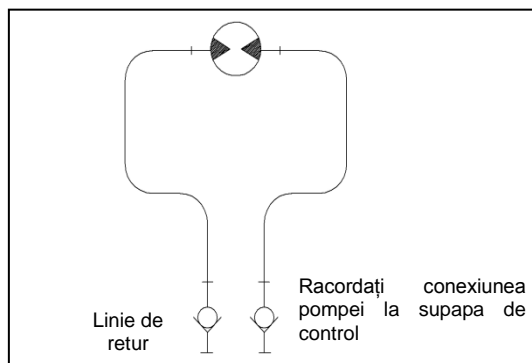 Linie de
retur
Racordați conexiunea
pompei la supapa de
control